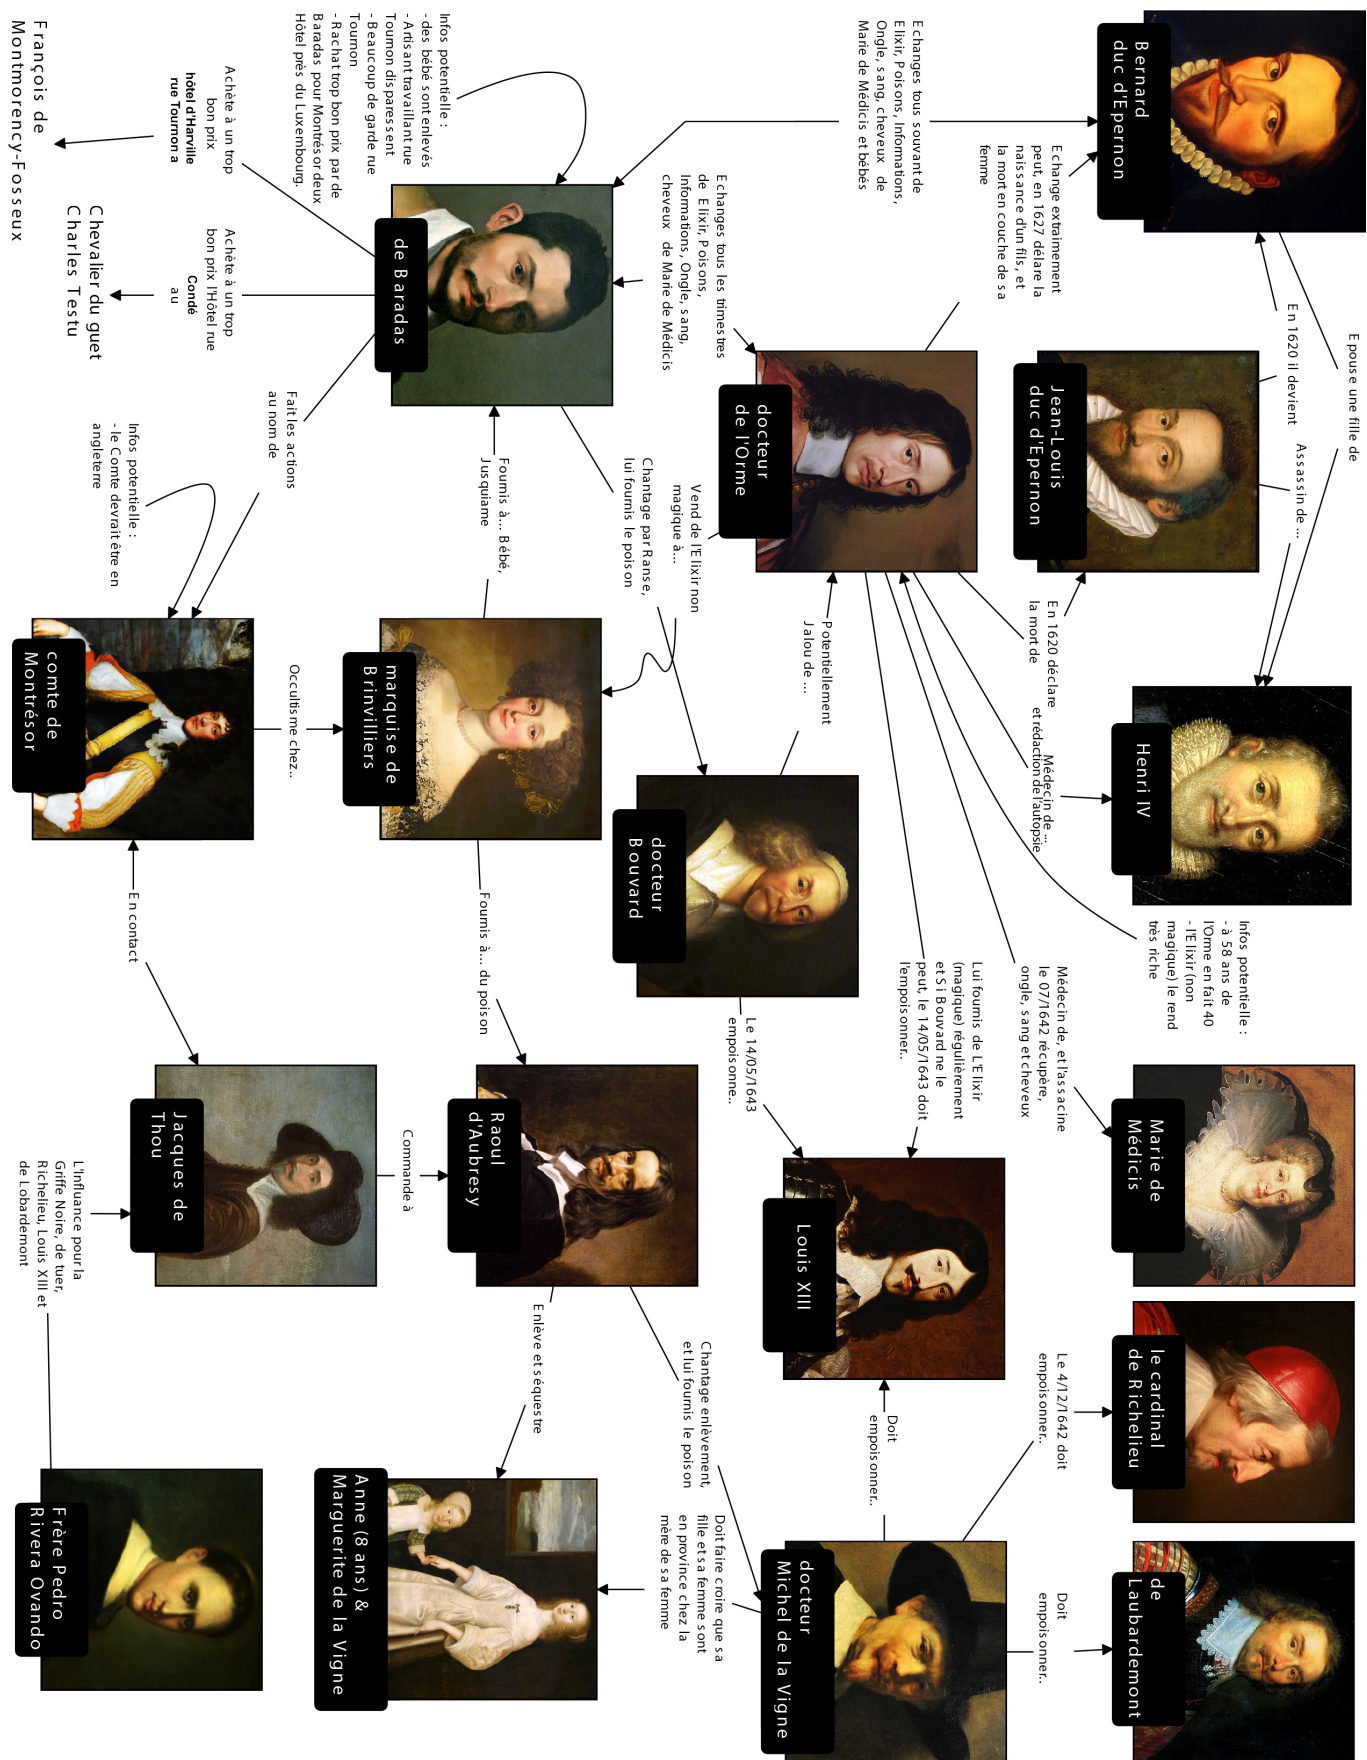 Bernard
duc d'Epernon
Echanges tous souvant de
Elixir, Poisons, Informations,
Ongle, sang, cheveux de
Marie de Médicis et bébés
Infos potentielle :
- des bébé sont enlevés
- Artisant travaillant rue
Tournon disparessent
- Beaucoup de garde rue
Tournon
- Rachat trop bon prix par de
Baradas pour Montrésor deux
Hôtel près du Luxembourg.
Achète à un trop
bon prix
hôtel d'Harville
rue Tournon a
François de
Montmorency-Fosseux
Echange extraimement
peut, en 1627 délare la
naissance d'un fils, et
la mort en couche de sa
femme
Echanges tous les trimestres
de Elixir, Poisons,
Informations, Ongle, sang,
cheveux de Marie de Médicis
de Baradas
Achète à un trop
bon prix l'Hôtel rue
Condé
au
Chevalier du guet
Charles Testu
Epouse une fille de
En 1620 il devient
Assassin de ...
Jean-Louis
duc d'Epernon
docteur
de l'Orme
Vend de l'Elixir non
magique à...
Chantage par Ranse,
lui fournis le poison
Fournis à... Bébé,
Jusquiame
Fait les actions
au nom de
Infos potentielle :
- le Comte devrait être en
angleterre
En 1620 déclare
la mort de
Potentiellement
Jalou de ...
Henri IV
Médecin de ...
et rédaction de l'autopsie
docteur
Bouvard
marquise de
Brinvilliers
Occultisme chez..
comte de
Montrésor
Infos potentielle :
- à 58 ans de
l'Orme en fait 40
- l'Elixir (non
magique) le rend
très riche
Médecin de, et l'assacine
le 07/1642 récupère,
ongle, sang et cheveux
Lui fournis de L'Elixir
(magique) régulièrement
et Si Bouvard ne le
peut, le 14/05/1643 doit
l'empoisonner..
Le 14/05/1643
empoisonne..
Fournis à... du poison
En contact
Marie de
Médicis
Louis XIII
Raoul
d'Aubresy
Commande à
Jacques de
Thou
L'Influance pour la
Griffe Noire, de tuer,
Richelieu, Louis XIII et
de Lobardemont
le cardinal
de Richelieu
Le 4/12/1642 doit
empoisonner..
Doit
empoisonner..
Chantage enlèvement,
et lui fournis le poison
Enlève et séquestre
de
Laubardemont
Doit
empoisonner..
docteur
Michel de la Vigne
Doit faire croire que sa
fille et sa femme sont
en province chez la
mère de sa femme
Anne (8 ans) &
Marguerite de la Vigne
Frère Pedro
Rivera Ovando